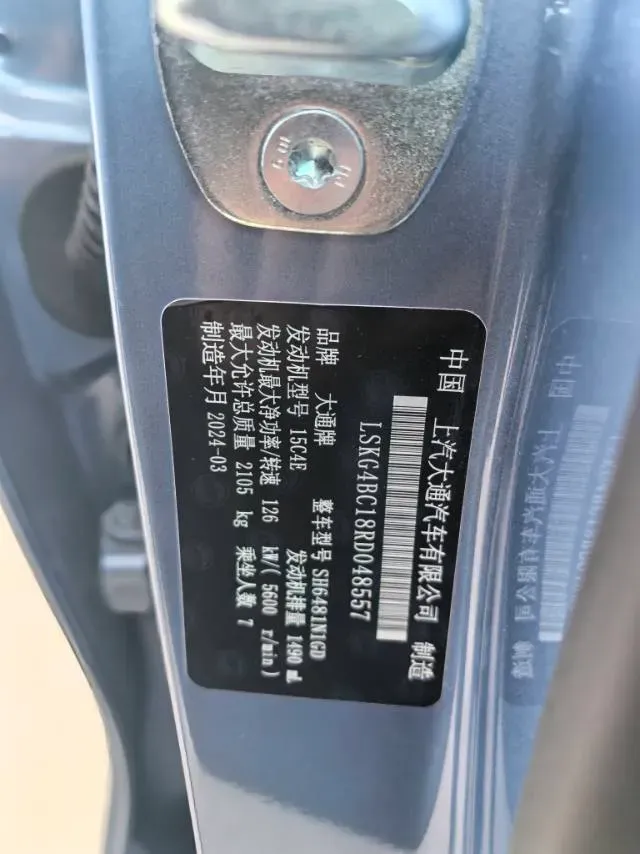 中国 上汽大通汽车有限公司 制造
LSKG4BC18RD048557
品牌 大通牌 整车型号 SH6481N1GD
发动机型号 15C4E 发动机排量 1490 mL
发动机最大净功率/转速 126 kW/( 5600 r/min)
最大允许总质量 2105 kg 乘坐人数 7
制造年月 2024-03